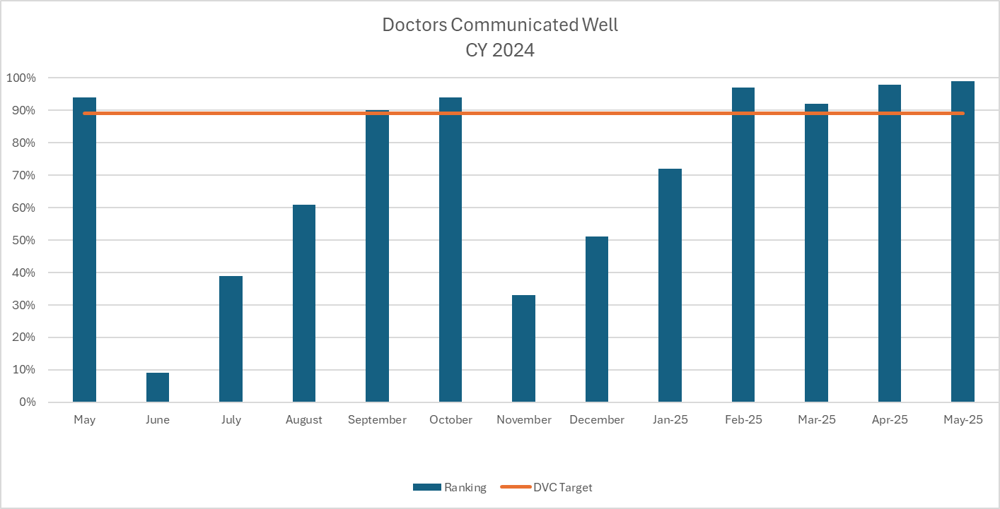 Doctors Communicated Well
CY 2024
100%
90%
80%
70%
60%
50%
40%
30%
20%
10%
0%
May June July August September October November December Jan-25 Feb-25 Mar-25 Apr-25 May-25
Ranking DVC Target